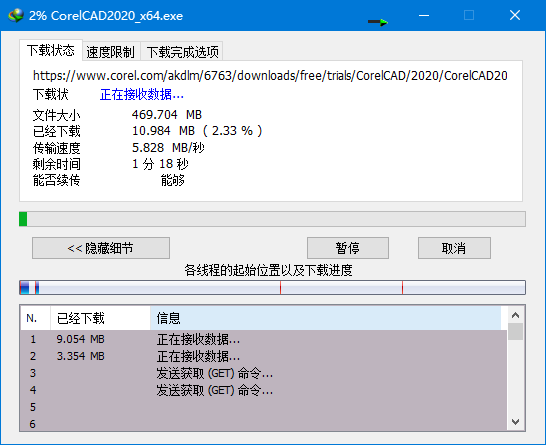 2% CorelCAD2020_x64.exe
下载状态 速度限制 下载完成选项
https://www.corel.com/akdlm/6763/downloads/free/trials/CorelCAD/2020/CorelCAD20
下载状 正在接收数据...
文件大小 469.704 MB
已经下载 10.984 MB ( 2.33 % )
传输速度 5.828 MB/秒
剩余时间 1 分 18 秒
能否续传 能够
<< 隐藏细节 暂停 取消
各线程的起始位置以及下载进度
N. 已经下载 信息
1 9.054 MB 正在接收数据...
2 3.354 MB 正在接收数据...
3 发送获取 (GET) 命令...
4 发送获取 (GET) 命令...
5
6